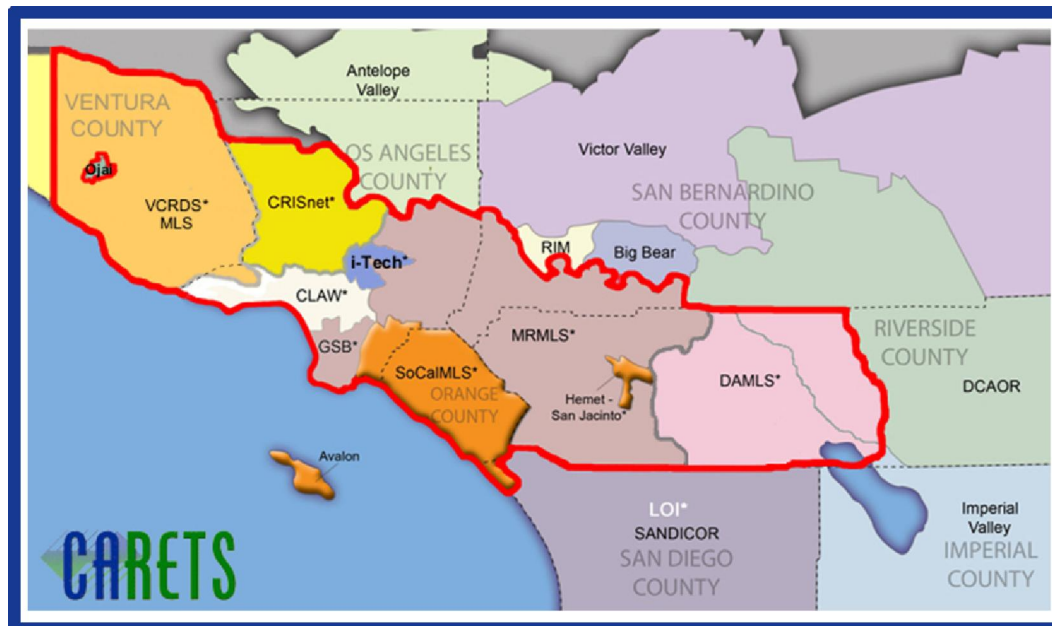 Antelope
Valley
VENTURA
COUNTY
OS ANGELES
COUNTY
Victor Valley
Ojai
SAN BERNARDINO
COUNTY
CRISnet*
VCRDS*
MLS
RIM
Big Bear
i-Tech*
CLAW*
RIVERSIDE
COUNTY
MRMLS*
GSB*
SoCalMLS*
DAMLS*
DCAOR
ORANGE
COUNTY
Hemet -
San Jacinto*
Avalon
LOI*
SANDICOR
SAN DIEGO
COUNTY
Imperial
Valley
IMPERIAL
COUNTY
CARETS